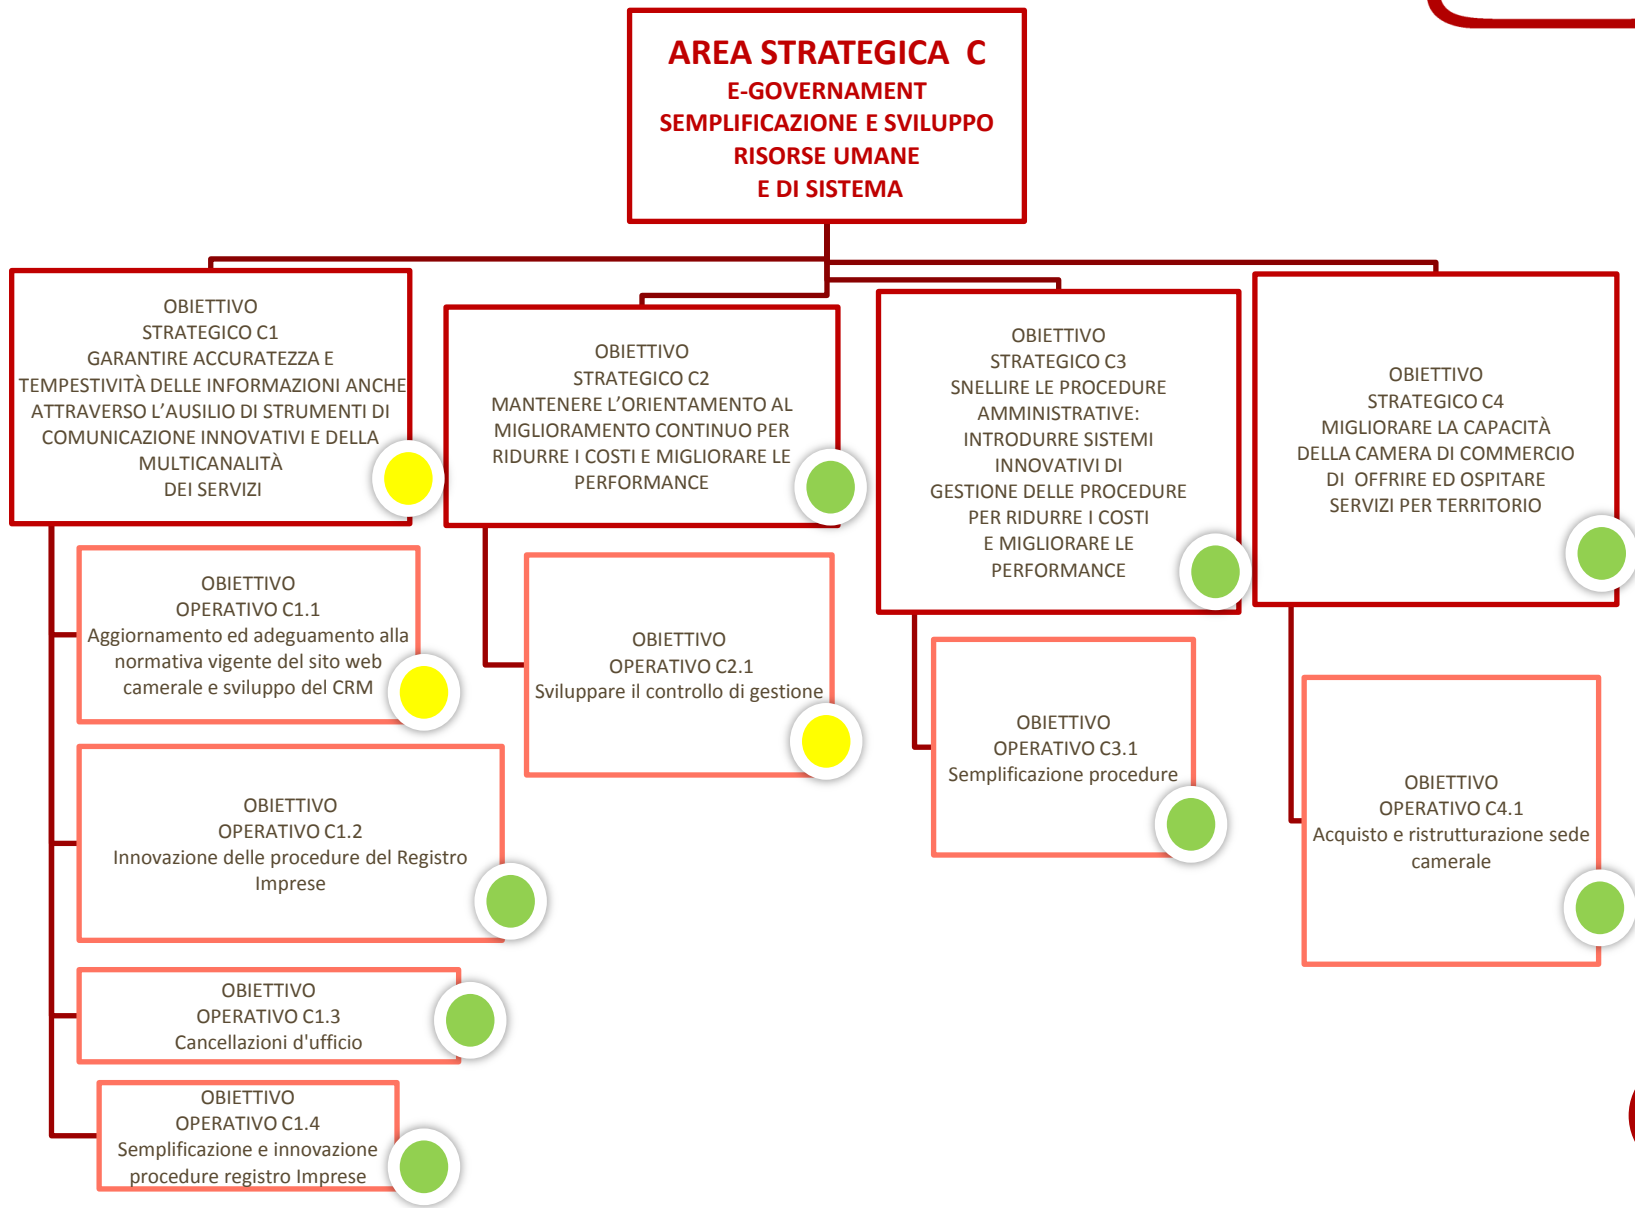 AREA STRATEGICA  C
E-GOVERNAMENT
SEMPLIFICAZIONE E SVILUPPO
RISORSE UMANE
E DI SISTEMA
OBIETTIVO
STRATEGICO C1
GARANTIRE ACCURATEZZA E
TEMPESTIVITÀ DELLE INFORMAZIONI ANCHE
ATTRAVERSO L’AUSILIO DI STRUMENTI DI
COMUNICAZIONE INNOVATIVI E DELLA
MULTICANALITÀ
DEI SERVIZI
OBIETTIVO
OPERATIVO C1.1
Aggiornamento ed adeguamento alla
normativa vigente del sito web
camerale e sviluppo del CRM
OBIETTIVO
OPERATIVO C1.2
Innovazione delle procedure del Registro
Imprese
OBIETTIVO
OPERATIVO C1.3
Cancellazioni d'ufficio
OBIETTIVO
OPERATIVO C1.4
Semplificazione e innovazione
procedure registro Imprese
OBIETTIVO
STRATEGICO C2
MANTENERE L’ORIENTAMENTO AL
MIGLIORAMENTO CONTINUO PER
RIDURRE I COSTI E MIGLIORARE LE
PERFORMANCE
OBIETTIVO
OPERATIVO C2.1
Sviluppare il controllo di gestione
OBIETTIVO
STRATEGICO C3
SNELLIRE LE PROCEDURE
AMMINISTRATIVE:
INTRODURRE SISTEMI
INNOVATIVI DI
GESTIONE DELLE PROCEDURE
PER RIDURRE I COSTI
E MIGLIORARE LE
PERFORMANCE
OBIETTIVO
OPERATIVO C3.1
Semplificazione procedure
OBIETTIVO
STRATEGICO C4
MIGLIORARE LA CAPACITÀ
DELLA CAMERA DI COMMERCIO
DI  OFFRIRE ED OSPITARE
SERVIZI PER TERRITORIO
OBIETTIVO
OPERATIVO C4.1
Acquisto e ristrutturazione sede
camerale